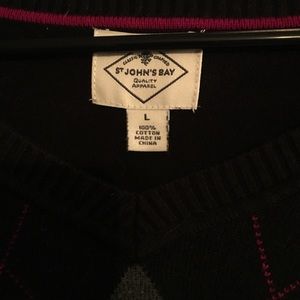 ST JOHN'S BAY
QUALITY
APPAREL
L
100%
COTTON
MADE IN
CHINA